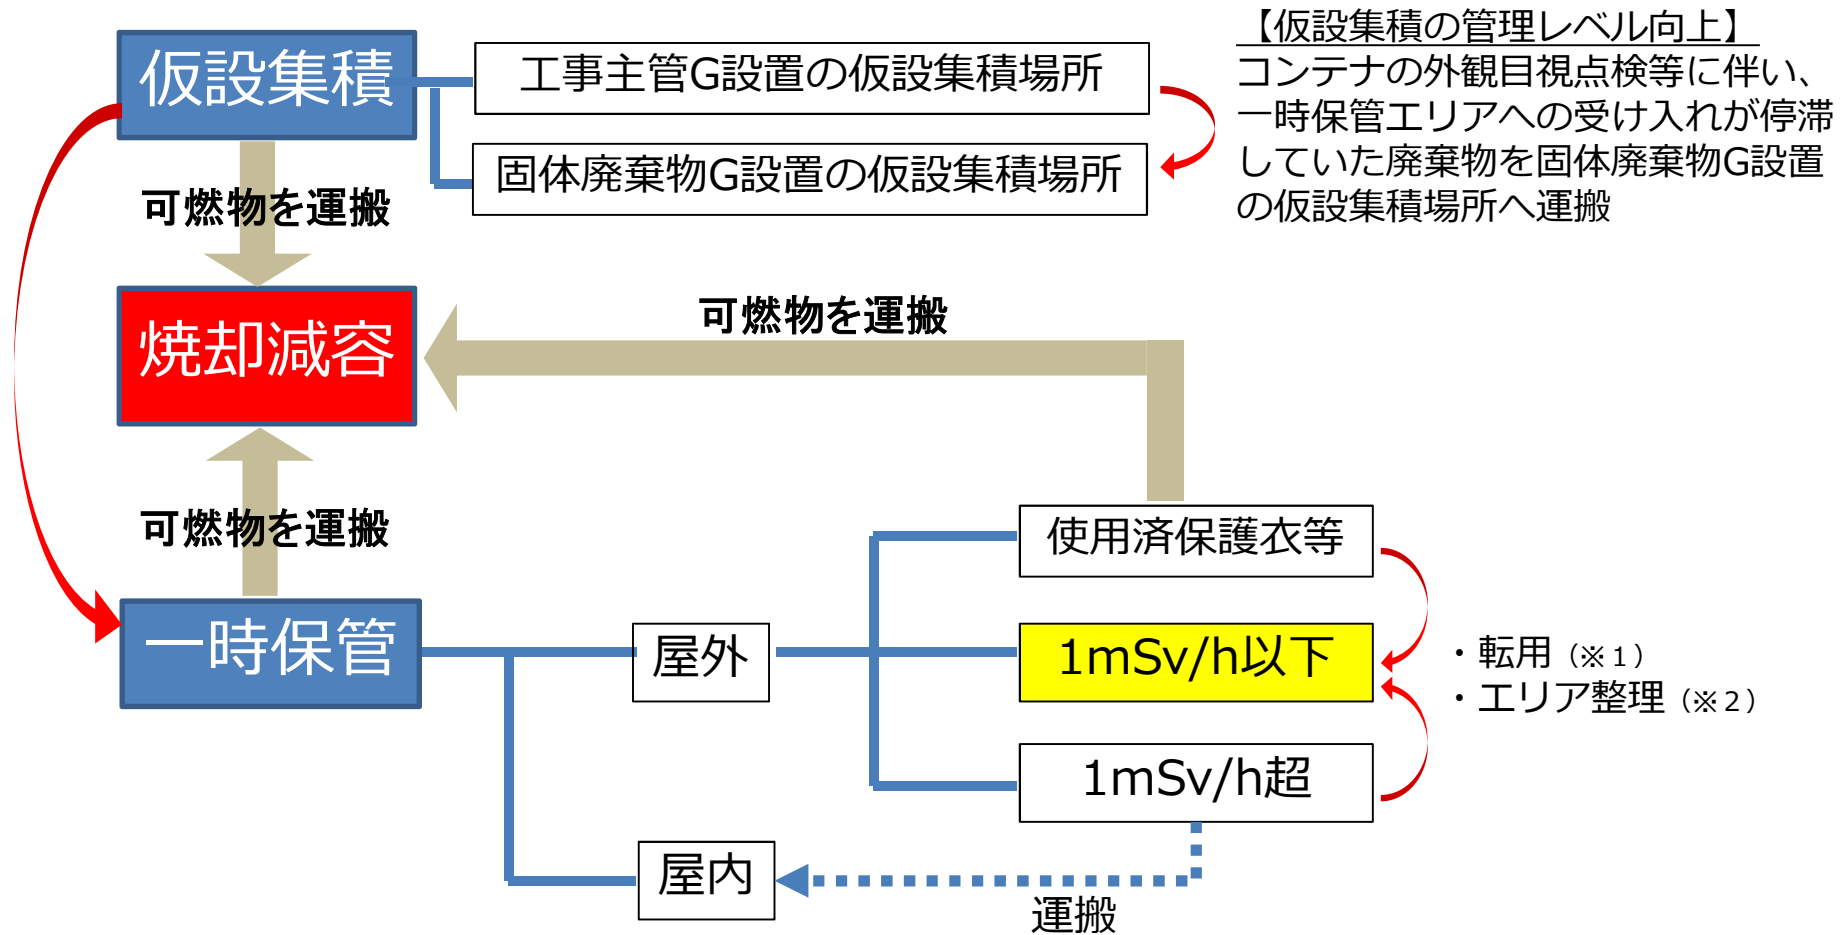 仮設集積
工事主管G設置の仮設集積場所
固体廃棄物G設置の仮設集積場所
【仮設集積の管理レベル向上】
コンテナの外観目視点検等に伴い、
一時保管エリアへの受け入れが停滞
していた廃棄物を固体廃棄物G設置
の仮設集積場所へ運搬
可燃物を運搬
焼却減容
可燃物を運搬
可燃物を運搬
一時保管
屋外
使用済保護衣等
1mSv/h以下
1mSv/h超
・転用（※１）
・エリア整理（※２）
屋内
運搬